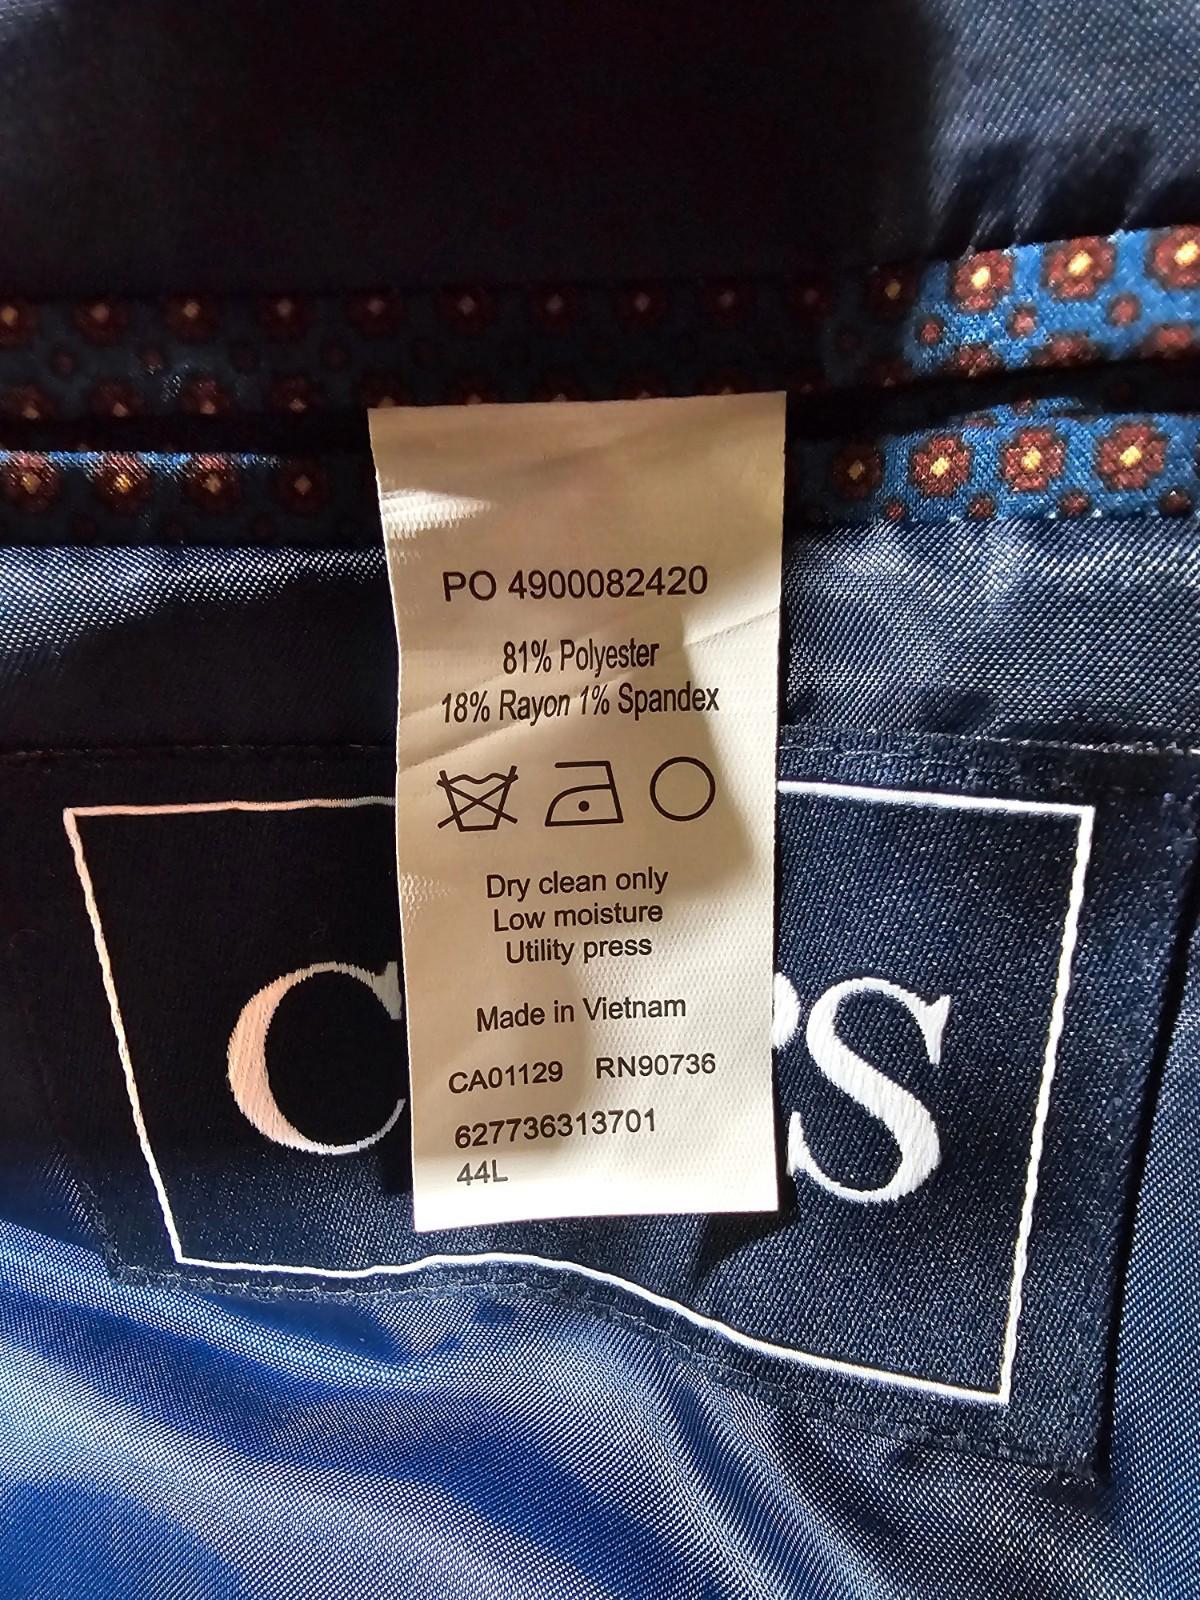 PO 4900082420
81% Polyester
18% Rayon 1% Spandex
Dry clean only
Low moisture
Utility press
Made in Vietnam
CA01129 RN90736
627736313701
44L